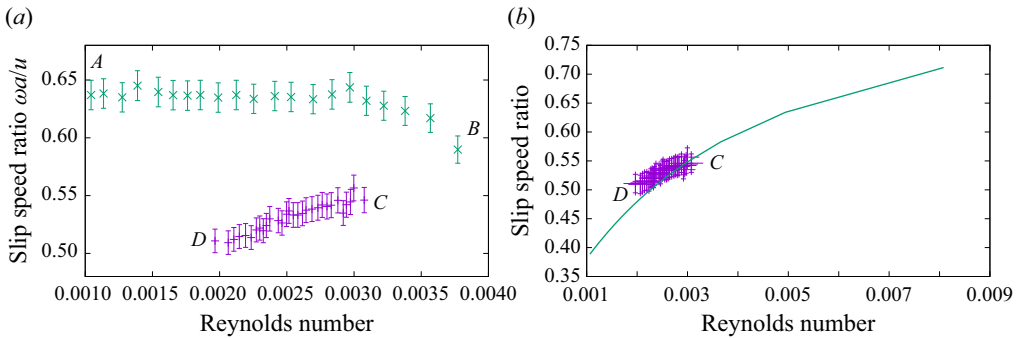 (a)
Slip speed ratio ωa/u
0.65
0.60
0.55
0.50
A
B
C
D
0.0010 0.0015 0.0020 0.0025 0.0030 0.0035 0.0040
Reynolds number
(b)
Slip speed ratio
0.75
0.70
0.65
0.60
0.55
0.50
0.45
0.40
0.35
C
D
0.001 0.003 0.005 0.007 0.009
Reynolds number